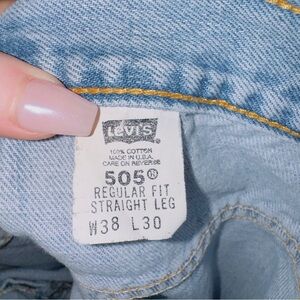 LEVI'S
100% COTTON
MADE IN U.S.A.
CARE ON REVERSE
505®
REGULAR FIT
STRAIGHT LEG
W38 L30